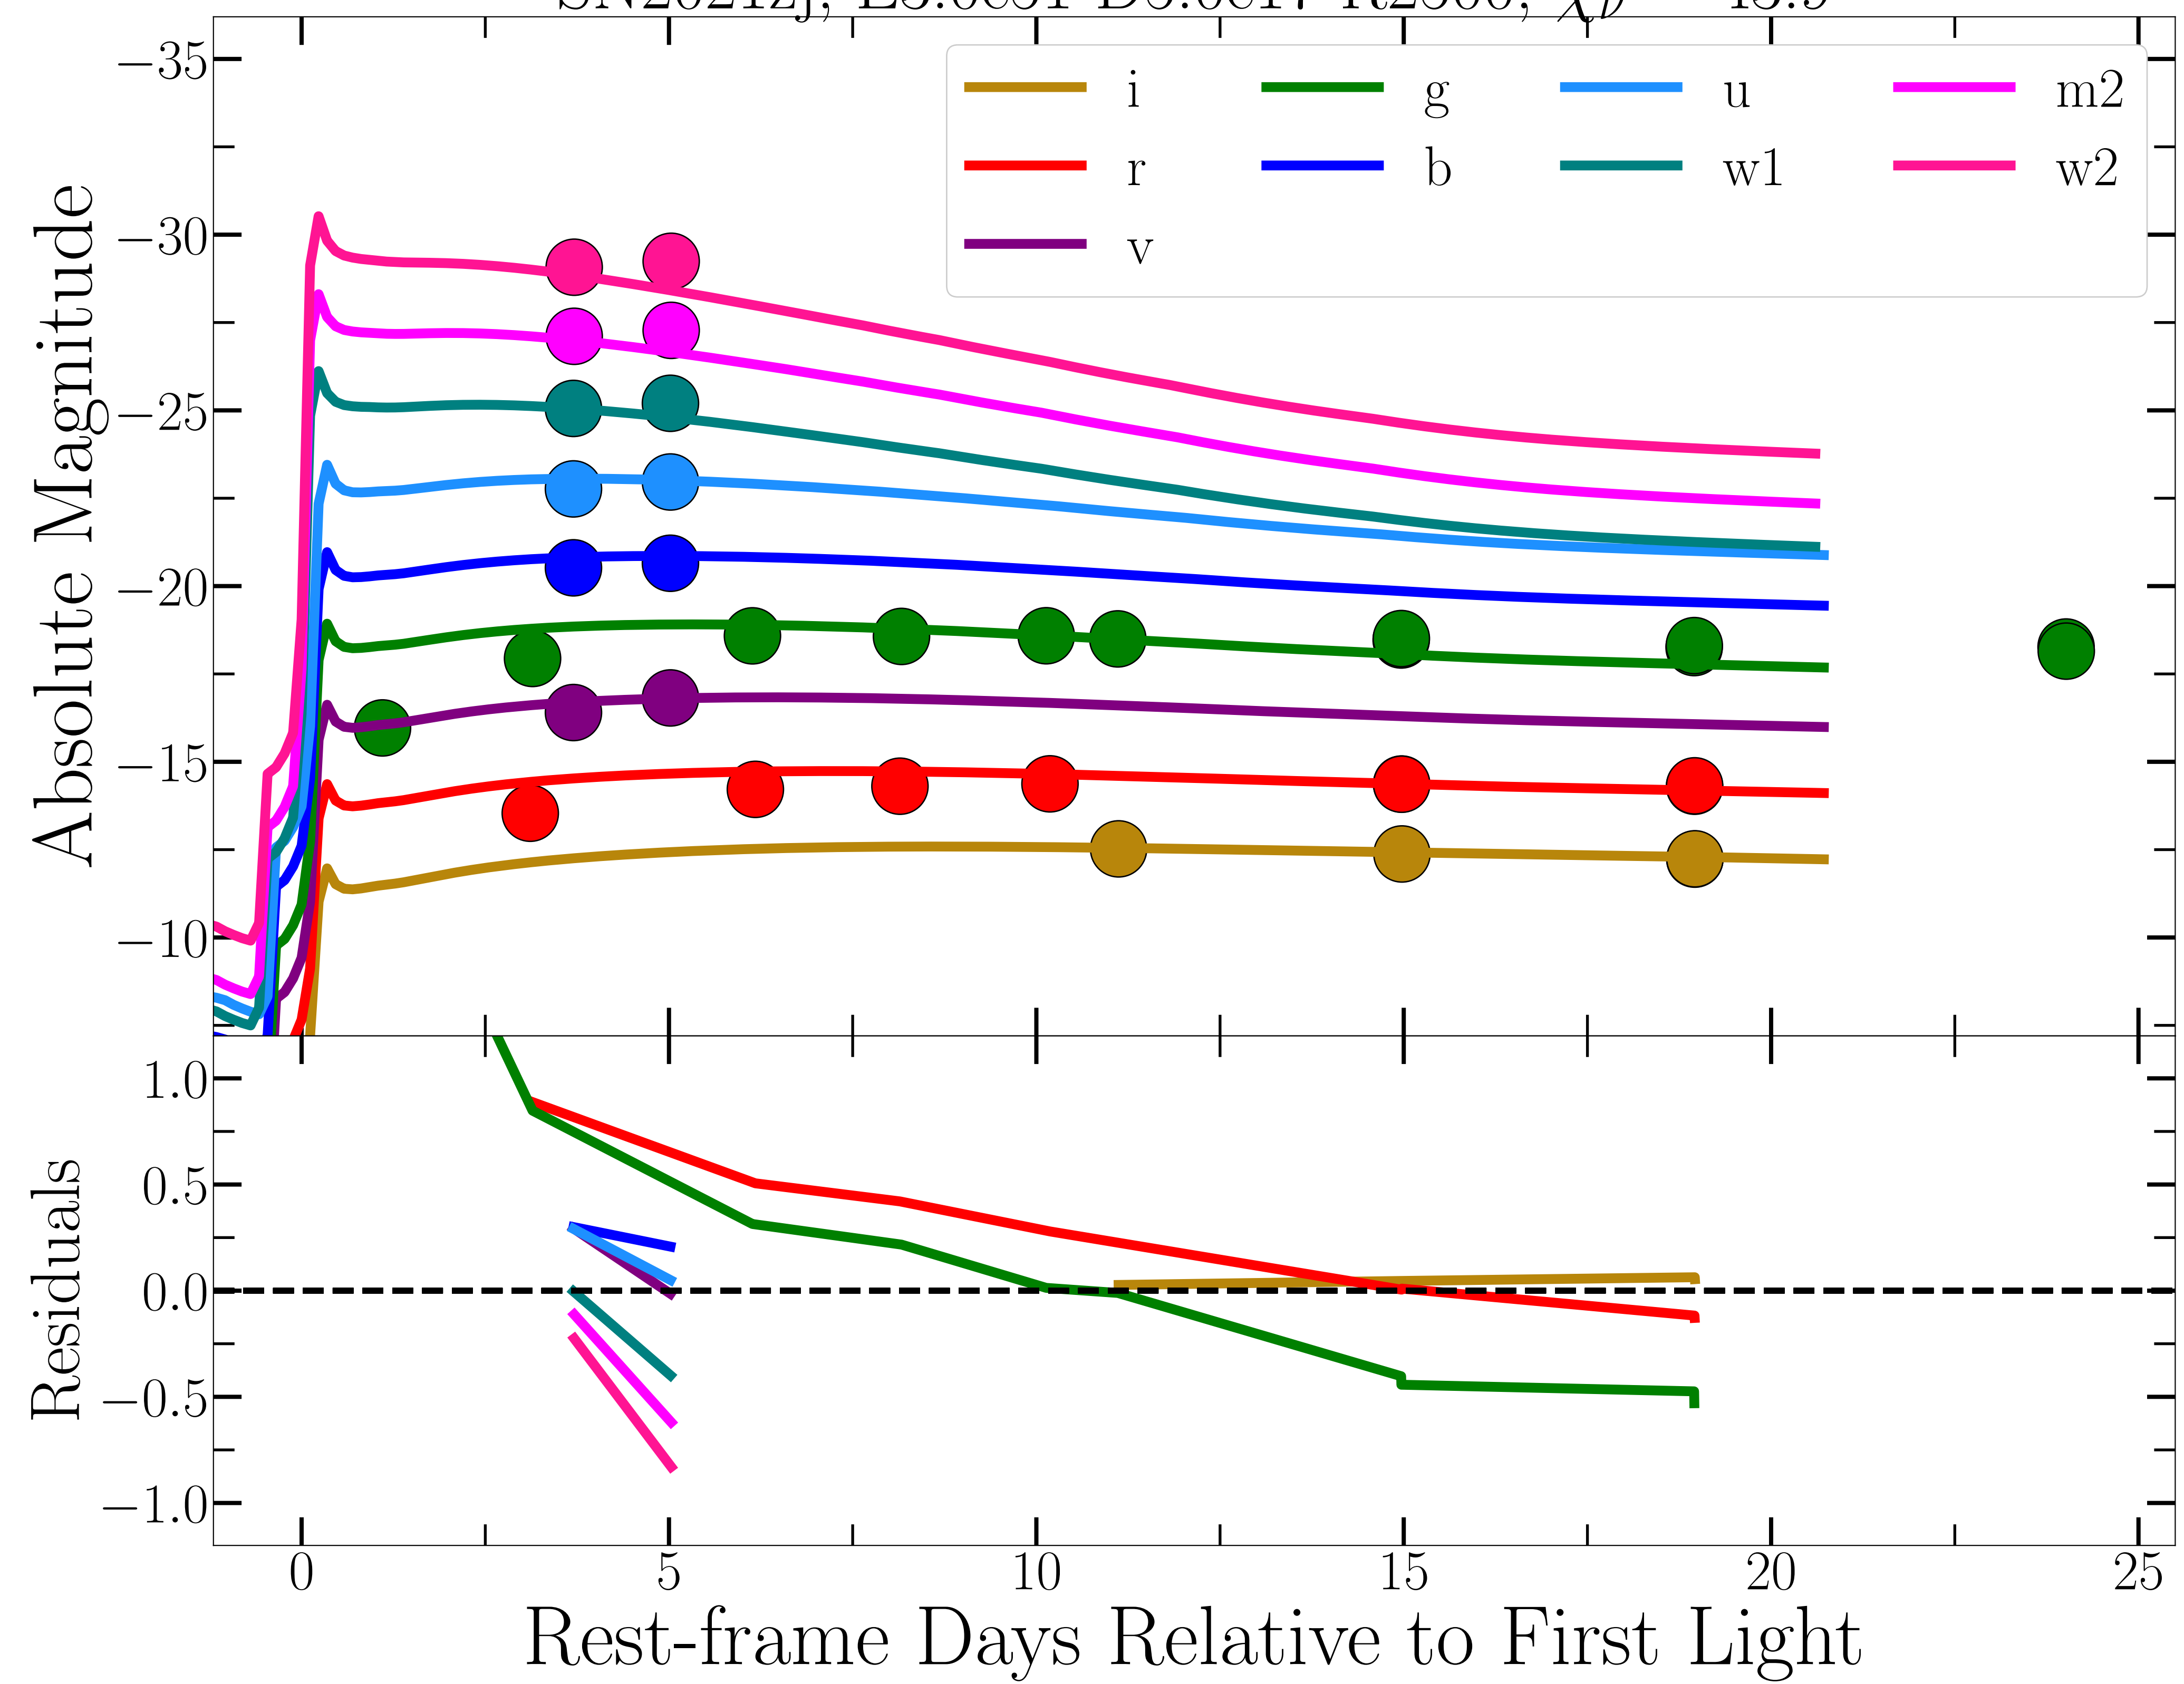 −35
−30
−25
−20
−15
−10
Absolute Magnitude
i g u m2
r b w1 w2
v
1.0
0.5
0.0
−0.5
−1.0
Residuals
0 5 10 15 20 25
Rest-frame Days Relative to First Light